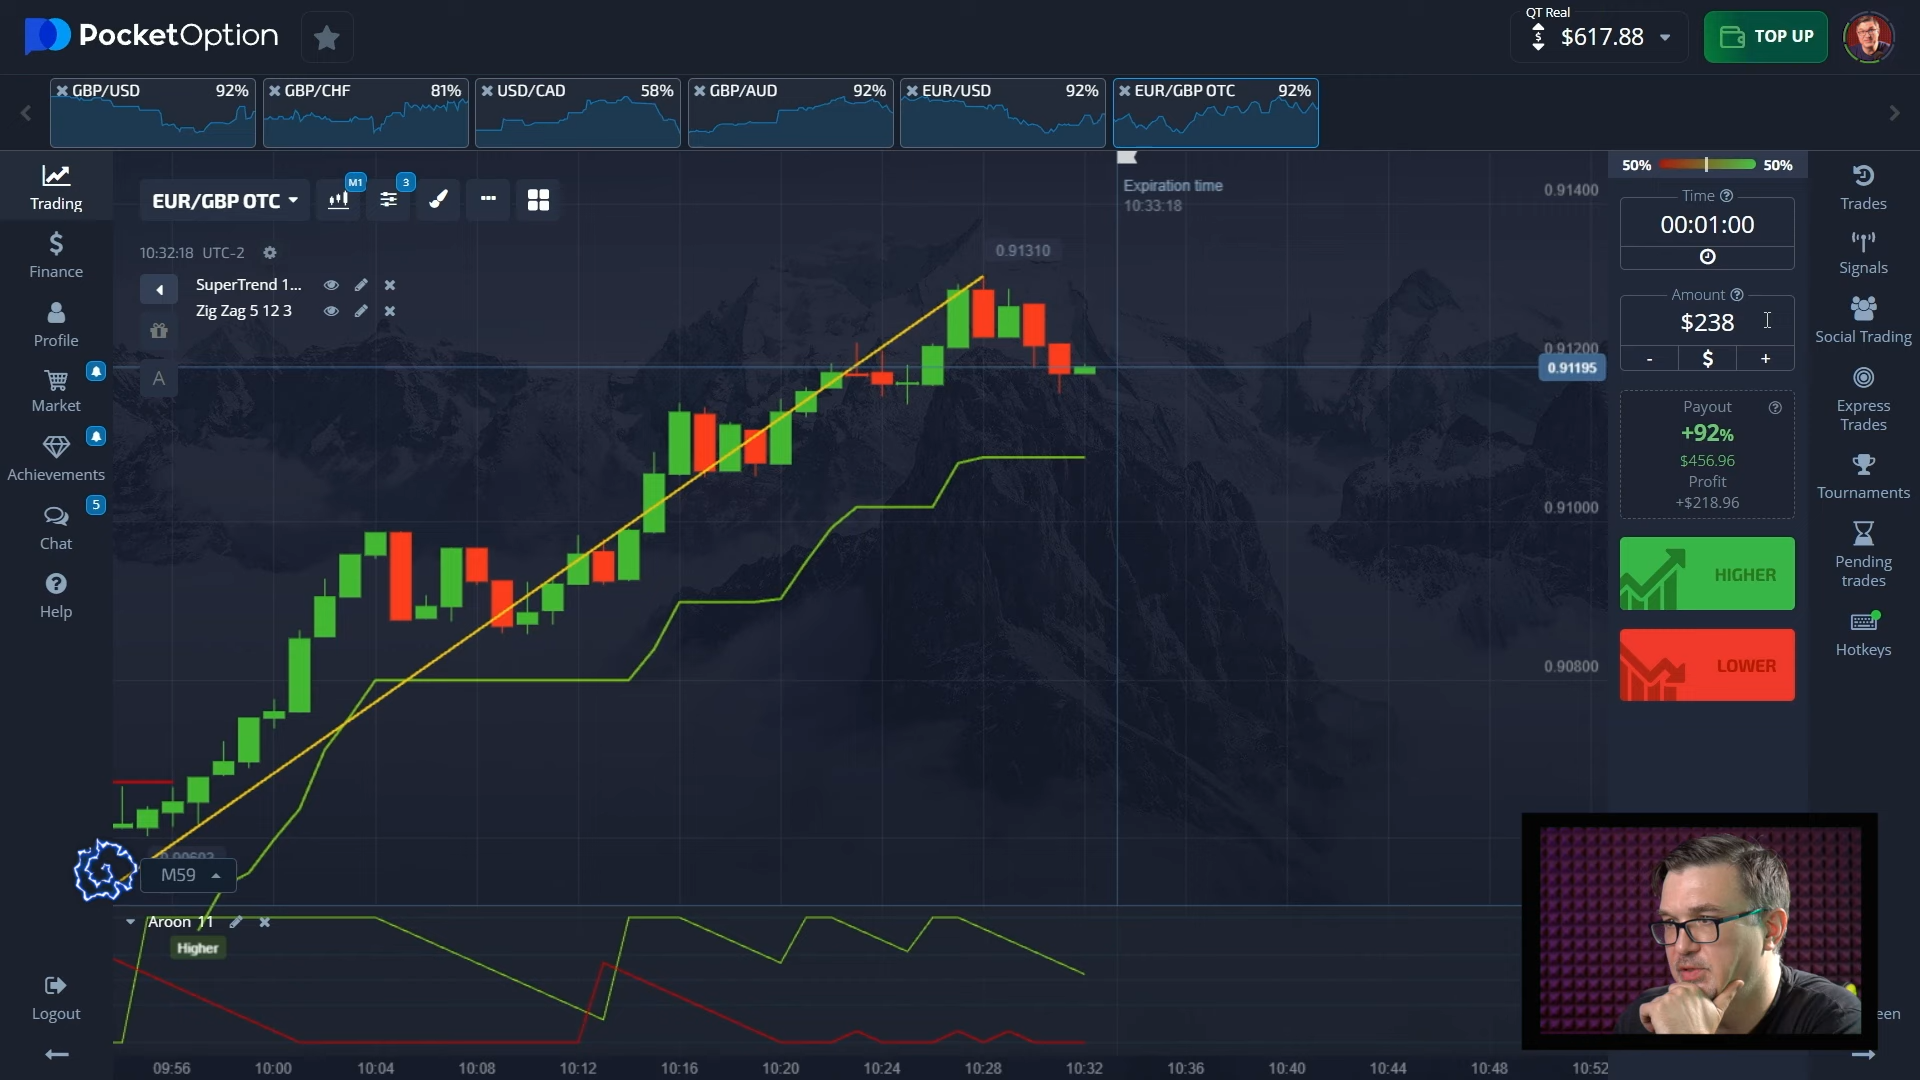 PocketOption
QT Real
$617.88
TOP UP
GBP/USD 92%
GBP/CHF 81%
USD/CAD 58%
GBP/AUD 92%
EUR/USD 92%
EUR/GBP OTC 92%
Trading
Finance
Profile
Market
Achievements
Chat
5
Help
Logout
EUR/GBP OTC
M1
3
10:32:18 UTC-2
SuperTrend 1...
Zig Zag 5 12 3
A
Expiration time
10:33:18
0.91310
0.91400
0.91200
0.91195
0.91000
0.90800
M59
Aroon 11
Higher
09:56 10:00 10:04 10:08 10:12 10:16 10:20 10:24 10:28 10:32 10:36 10:40 10:44 10:48 10:52
50% 50%
Time
00:01:00
Amount
$238
- $ +
Payout
+92%
$456.96
Profit
+$218.96
HIGHER
LOWER
Trades
Signals
Social Trading
Express
Trades
Tournaments
Pending
trades
Hotkeys